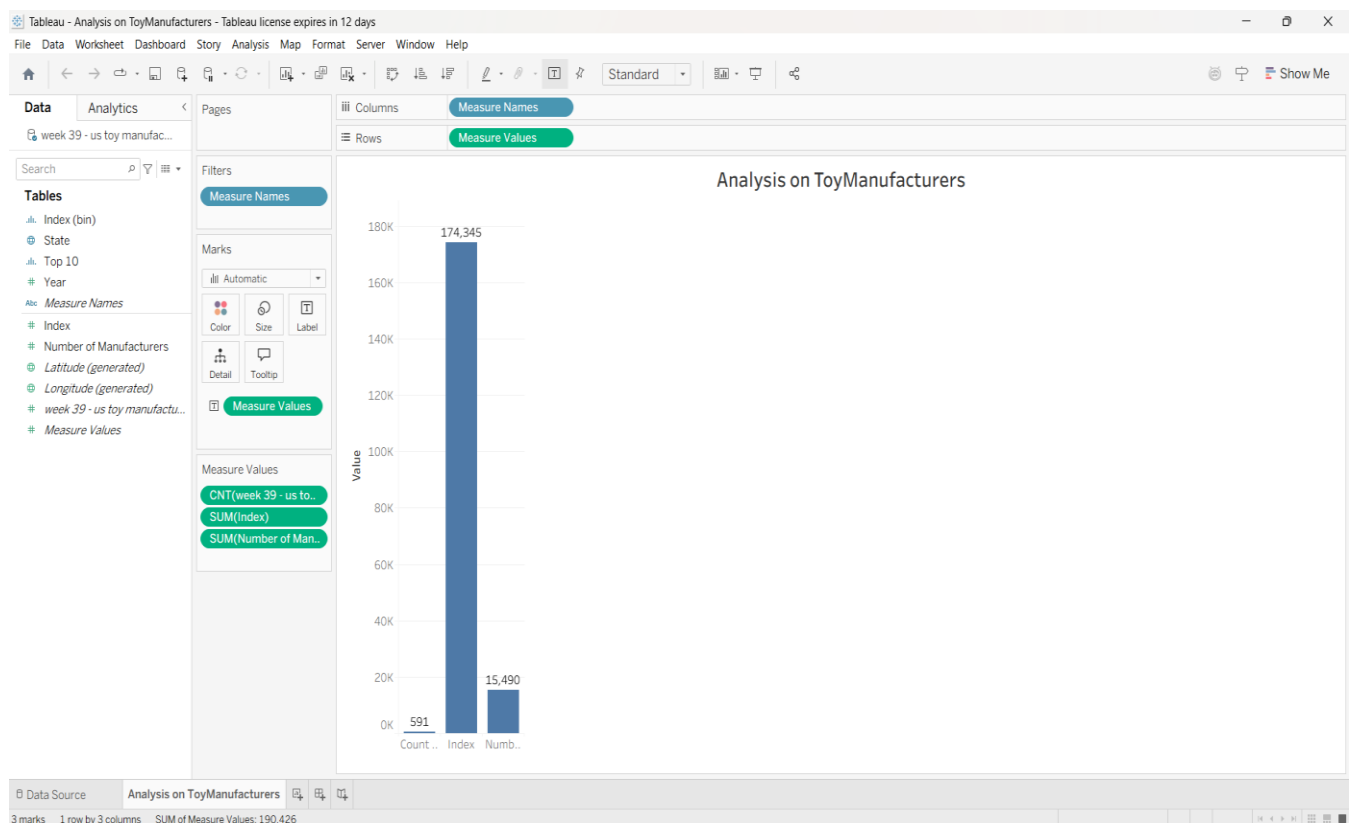 Tableau - Analysis on ToyManufacturers - Tableau license expires in 12 days
File Data Worksheet Dashboard Story Analysis Map Format Server Window Help
Standard
Show Me
Data Analytics
week 39 - us toy manufac...
Search
Tables
Index (bin)
State
Top 10
Year
Abc Measure Names
Index
Number of Manufacturers
Latitude (generated)
Longitude (generated)
week 39 - us toy manufactu...
Measure Values
Pages
Filters
Measure Names
Marks
Automatic
Color Size Label
Detail Tooltip
Measure Values
Measure Values
CNT(week 39 - us to..
SUM(Index)
SUM(Number of Man..
Columns Measure Names
Rows Measure Values
Analysis on ToyManufacturers
180K
174,345
160K
140K
120K
100K
Value
80K
60K
40K
20K
15,490
0K
591
Count .. Index Numb..
Data Source Analysis on ToyManufacturers
3 marks 1 row by 3 columns SUM of Measure Values: 190,426